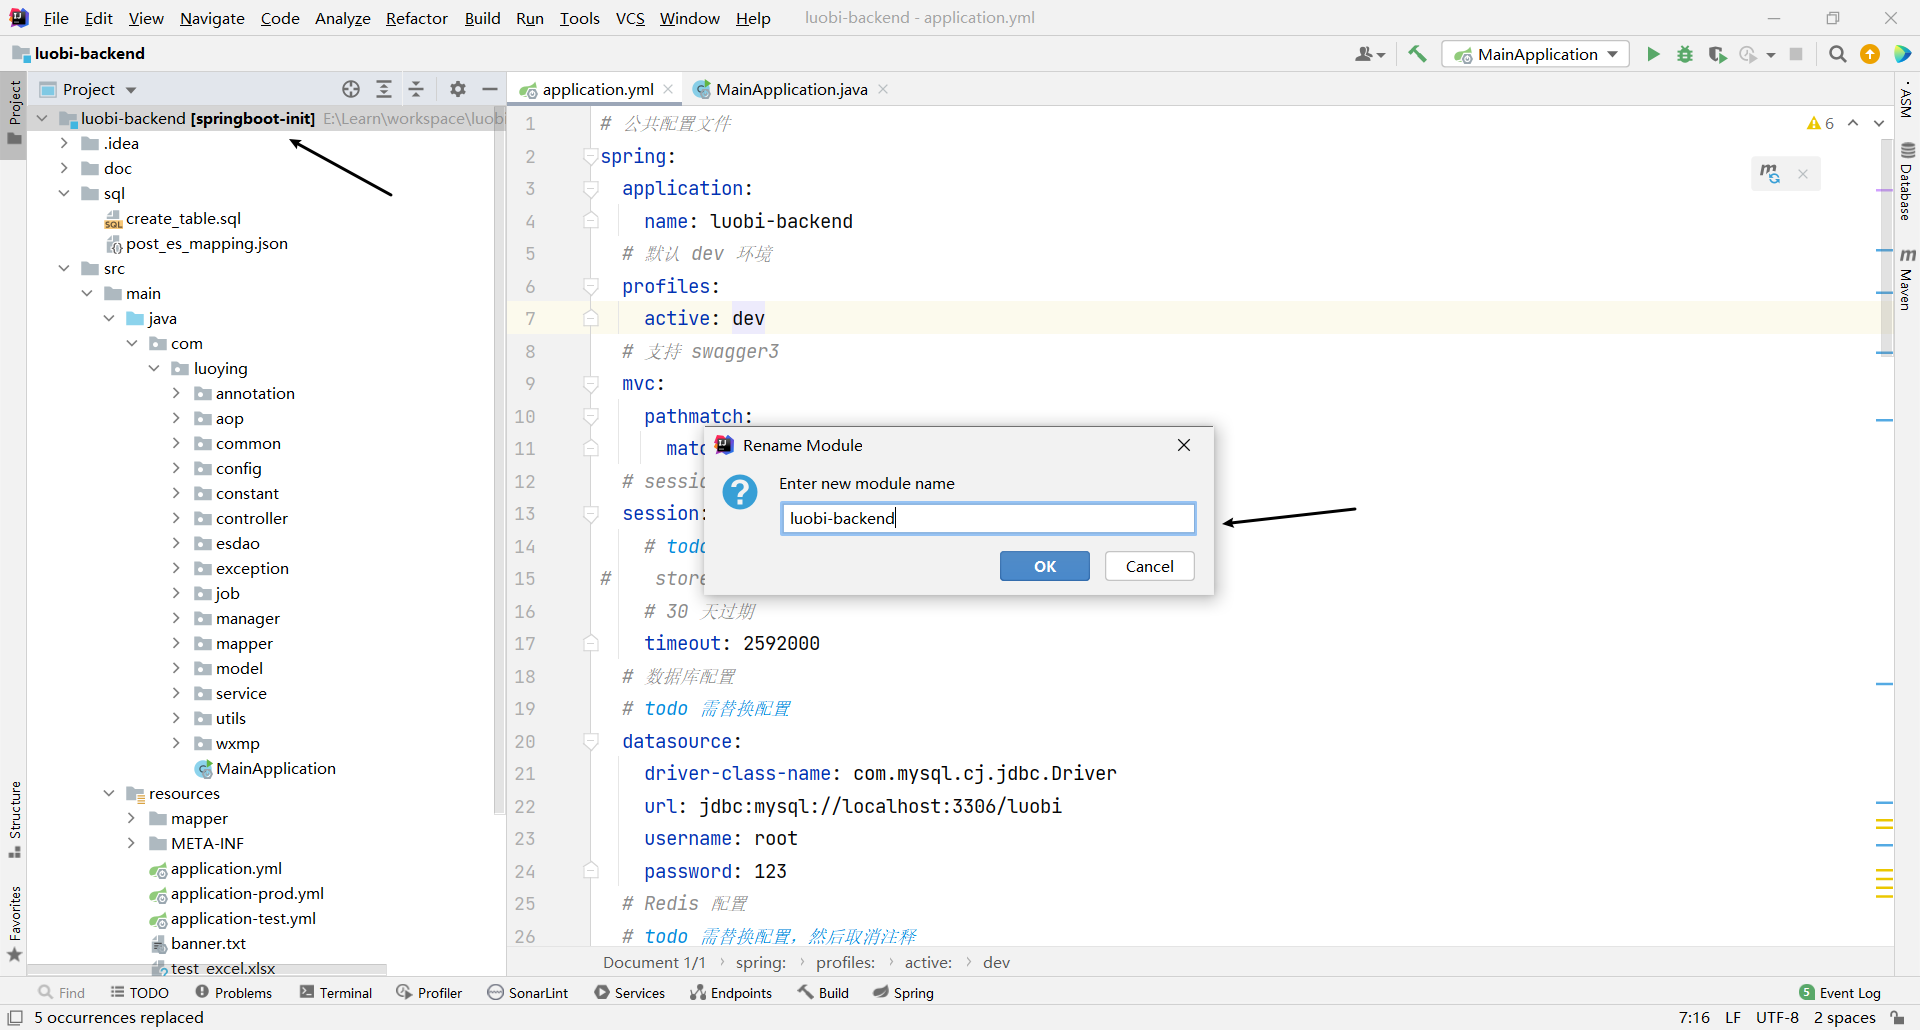 File Edit View Navigate Code Analyze Refactor Build Run Tools VCS Window Help luobi-backend - application.yml
luobi-backend
MainApplication
Project
application.yml
MainApplication.java
Project
luobi-backend [springboot-init] E:\Learn\workspace\luobi
.idea
doc
sql
create_table.sql
post_es_mapping.json
src
main
java
com
luoying
annotation
aop
common
config
constant
controller
esdao
exception
job
manager
mapper
model
service
utils
wxmp
MainApplication
resources
mapper
META-INF
application.yml
application-prod.yml
application-test.yml
banner.txt
test_excel.xlsx
Structure
Favorites
1 # 公共配置文件
2 spring:
3 application:
4 name: luobi-backend
5 # 默认 dev 环境
6 profiles:
7 active: dev
8 # 支持 swagger3
9 mvc:
10 pathmatch:
11 matc
12 # sessio
13 session:
14 # todo
15 # store
16 # 30 天过期
17 timeout: 2592000
18 # 数据库配置
19 # todo 需替换配置
20 datasource:
21 driver-class-name: com.mysql.cj.jdbc.Driver
22 url: jdbc:mysql://localhost:3306/luobi
23 username: root
24 password: 123
25 # Redis 配置
26 # todo 需替换配置，然后取消注释
6
Rename Module
Enter new module name
luobi-backend
OK Cancel
ASM
Database
Maven
Document 1/1 › spring: › profiles: › active: › dev
Find TODO Problems Terminal Profiler SonarLint Services Endpoints Build Spring 5 Event Log
5 occurrences replaced 7:16 LF UTF-8 2 spaces